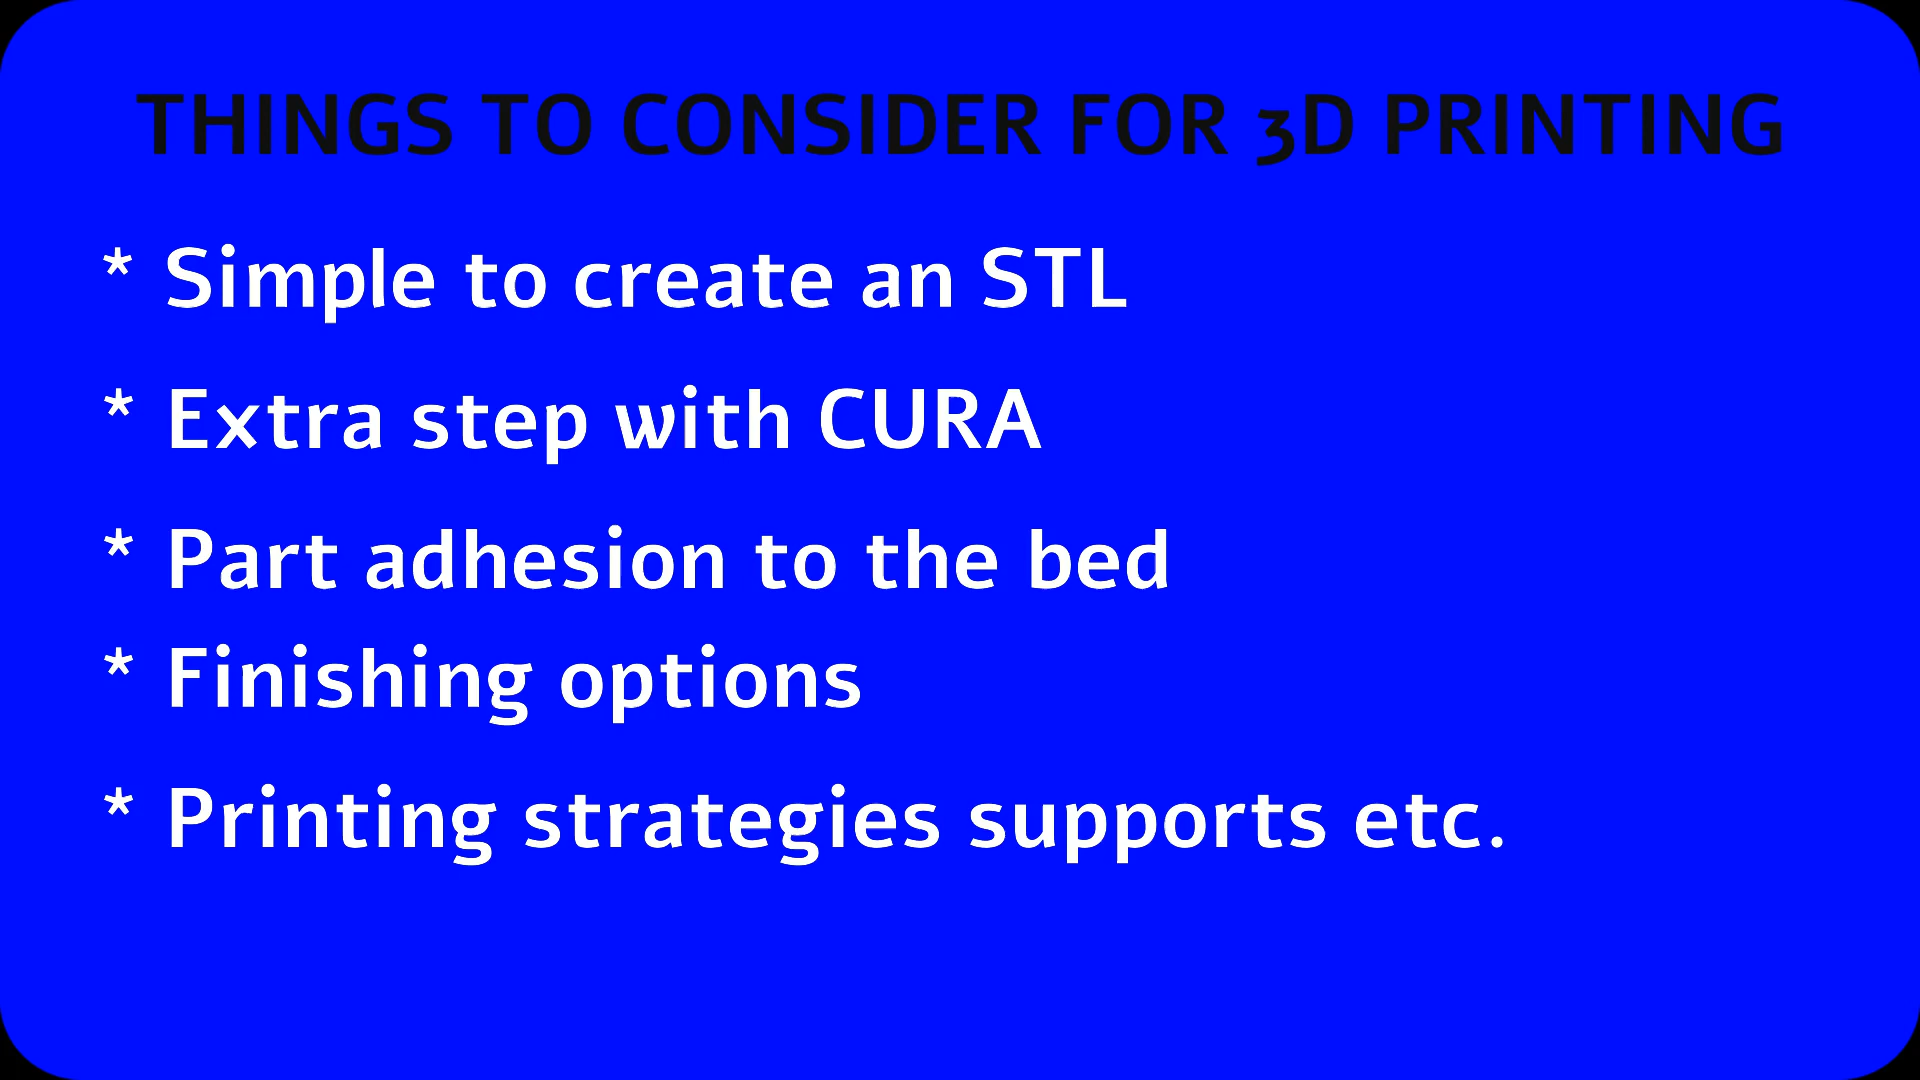 THINGS TO CONSIDER FOR 3D PRINTING
* Simple to create an STL
* Extra step with CURA
* Part adhesion to the bed
* Finishing options
* Printing strategies supports etc.